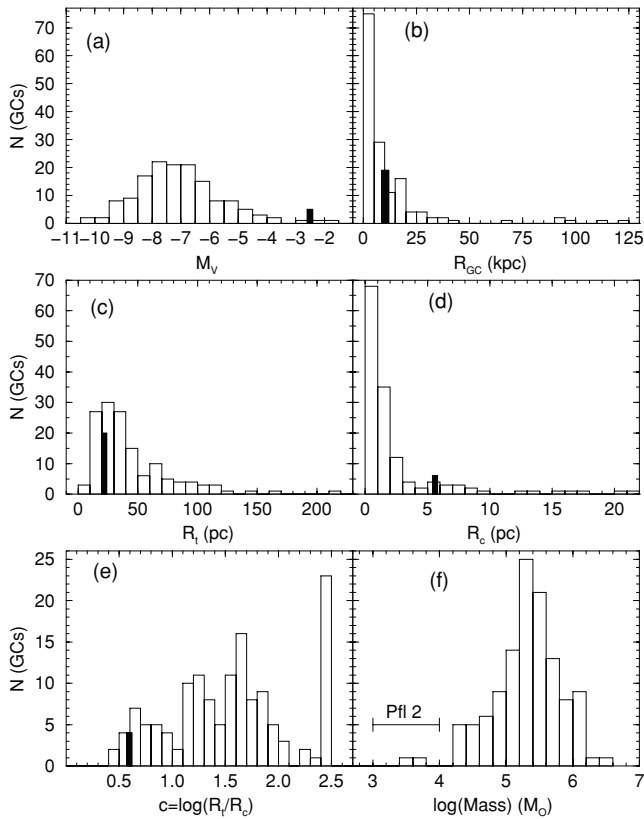 (a)
(b)
N (GCs)
70
60
50
40
30
20
10
0
−11−10 −9 −8 −7 −6 −5 −4 −3 −2
M_V
0 25 50 75 100 125
R_GC (kpc)
(c)
(d)
N (GCs)
70
60
50
40
30
20
10
0
0 50 100 150 200
R_t (pc)
0 5 10 15 20
R_c (pc)
(e)
(f)
N (GCs)
25
20
15
10
5
0
Pfl 2
0.5 1.0 1.5 2.0 2.5
c=log(R_t/R_c)
3 4 5 6 7
log(Mass) (M_O)